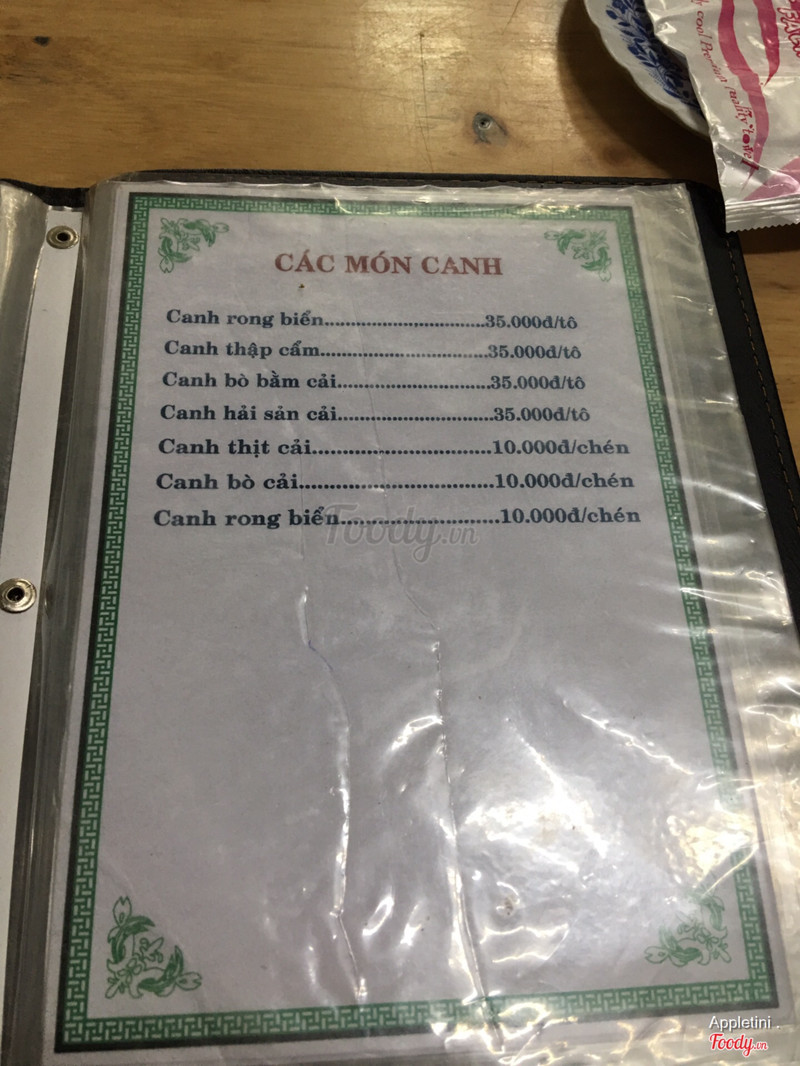 CÁC MÓN CANH
Canh rong biển................................35.000đ/tô
Canh thập cẩm.................................35.000đ/tô
Canh bò bằm cải..............................35.000đ/tô
Canh hải sản cải..............................35.000đ/tô
Canh thịt cải.................................10.000đ/chén
Canh bò cải...................................10.000đ/chén
Canh rong biển.............................10.000đ/chén
Foody.vn
Appletini .
Foody.vn